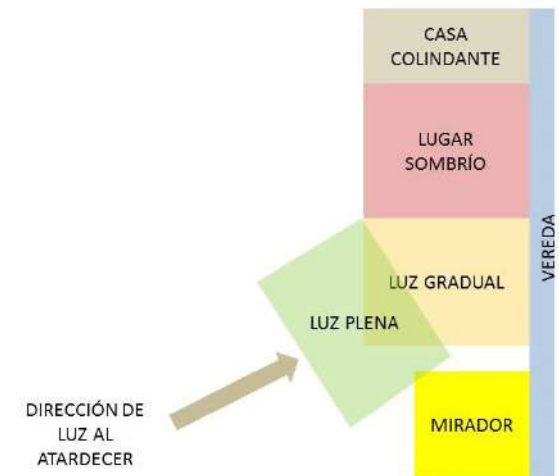 CASA
COLINDANTE
LUGAR
SOMBRÍO
VEREDA
LUZ GRADUAL
LUZ PLENA
DIRECCIÓN DE
LUZ AL
ATARDECER
MIRADOR